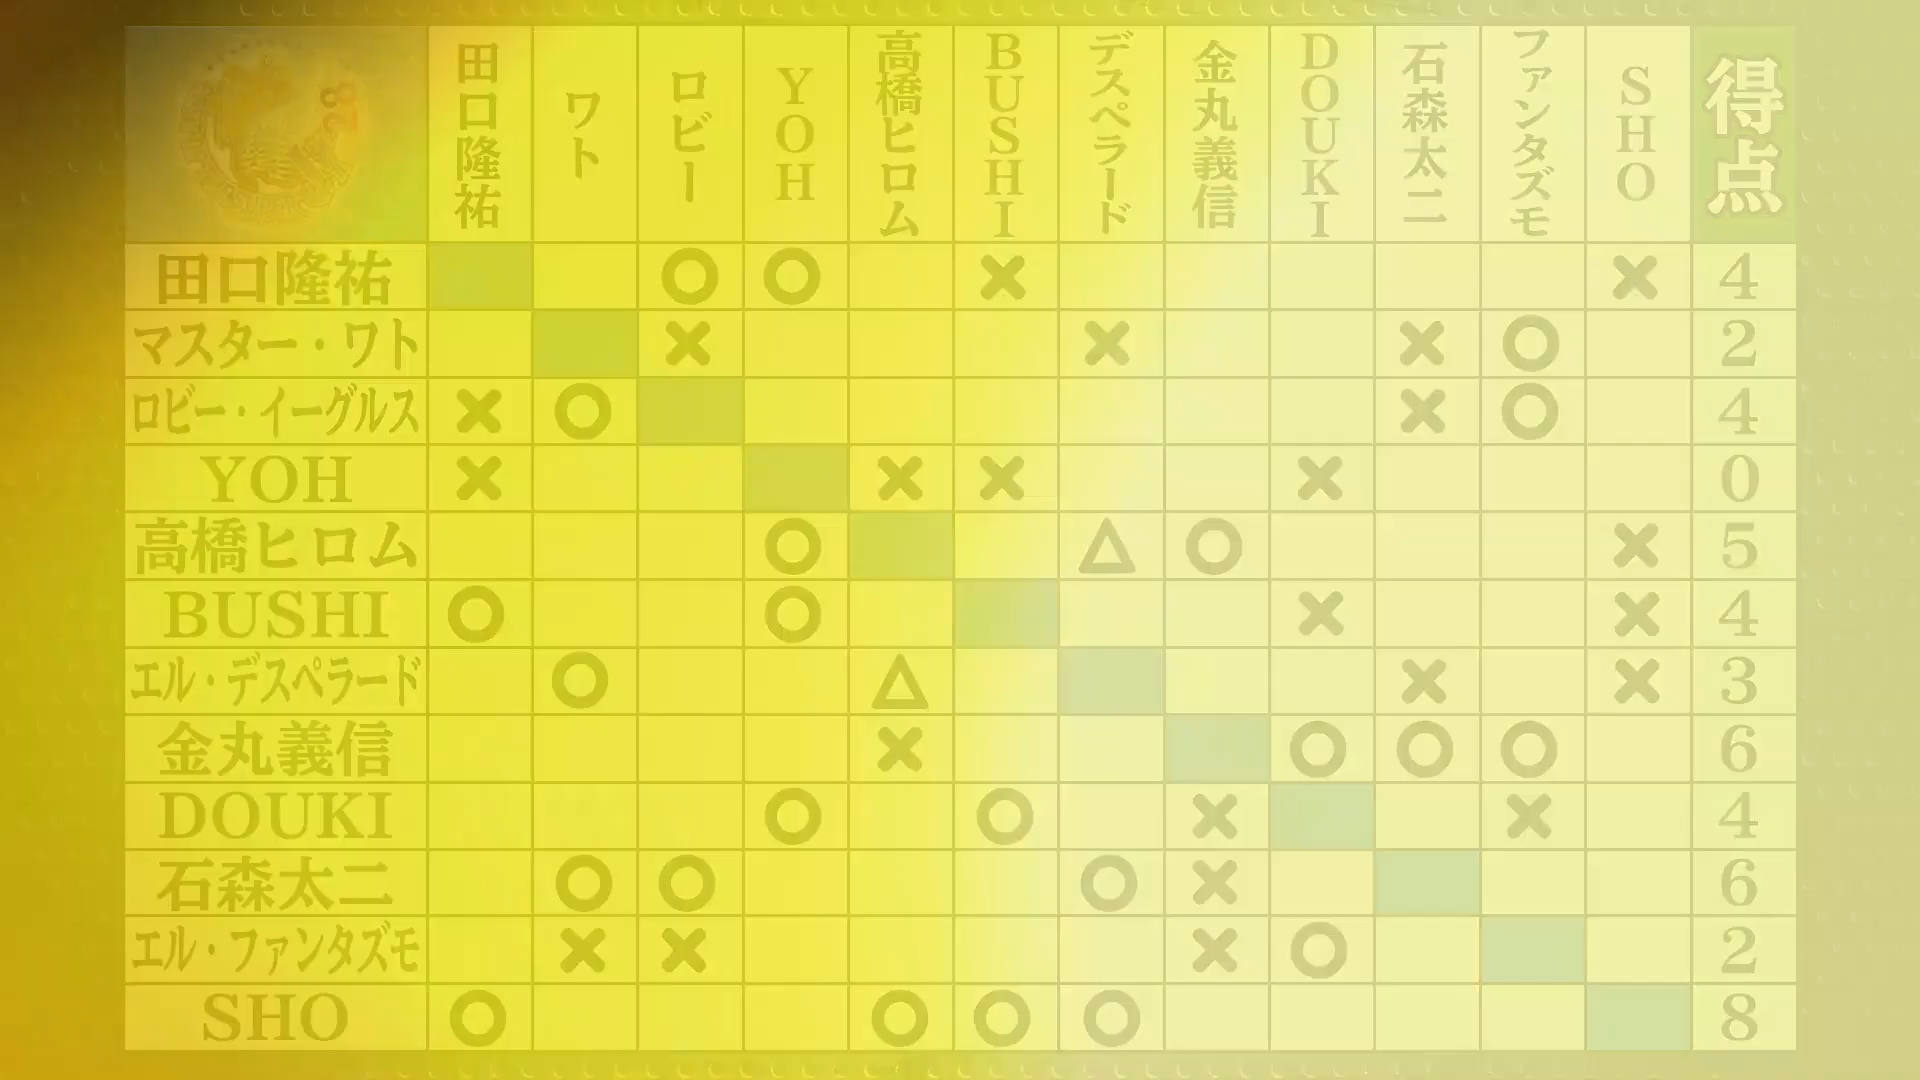 28
田口隆祐 ワト ロビー YOH 高橋ヒロム BUSHI デスペラード 金丸義信 DOUKI 石森太二 ファンタズモ SHO 得点
田口隆祐 ○ ○ × × 4
マスター・ワト × × × ○ 2
ロビー・イーグルス × ○ × ○ 4
YOH × × × × 0
高橋ヒロム ○ △ ○ × 5
BUSHI ○ ○ × × 4
エル・デスペラード ○ △ × × 3
金丸義信 × ○ ○ ○ 6
DOUKI ○ ○ × × 4
石森太二 ○ ○ ○ × 6
エル・ファンタズモ × × × ○ 2
SHO ○ ○ ○ ○ 8